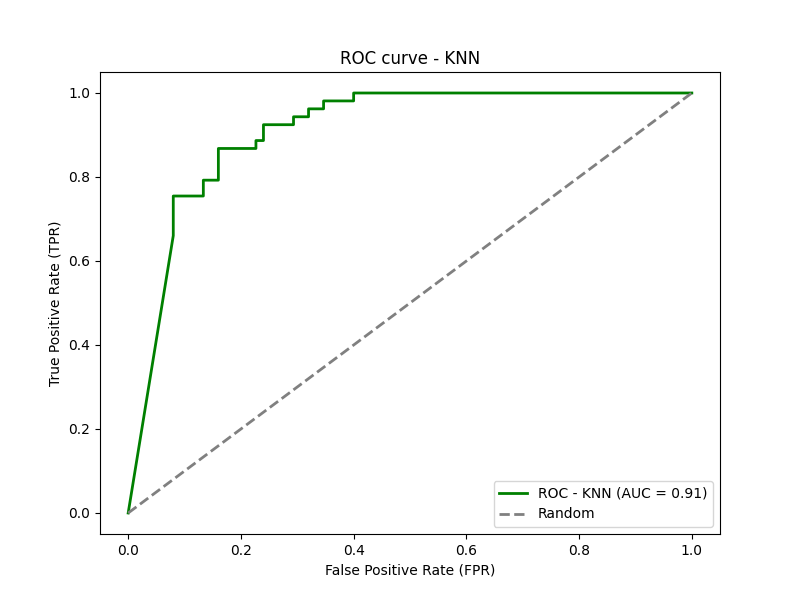 ROC curve - KNN
True Positive Rate (TPR)
1.0
0.8
0.6
0.4
0.2
0.0
0.0 0.2 0.4 0.6 0.8 1.0
False Positive Rate (FPR)
ROC - KNN (AUC = 0.91)
Random